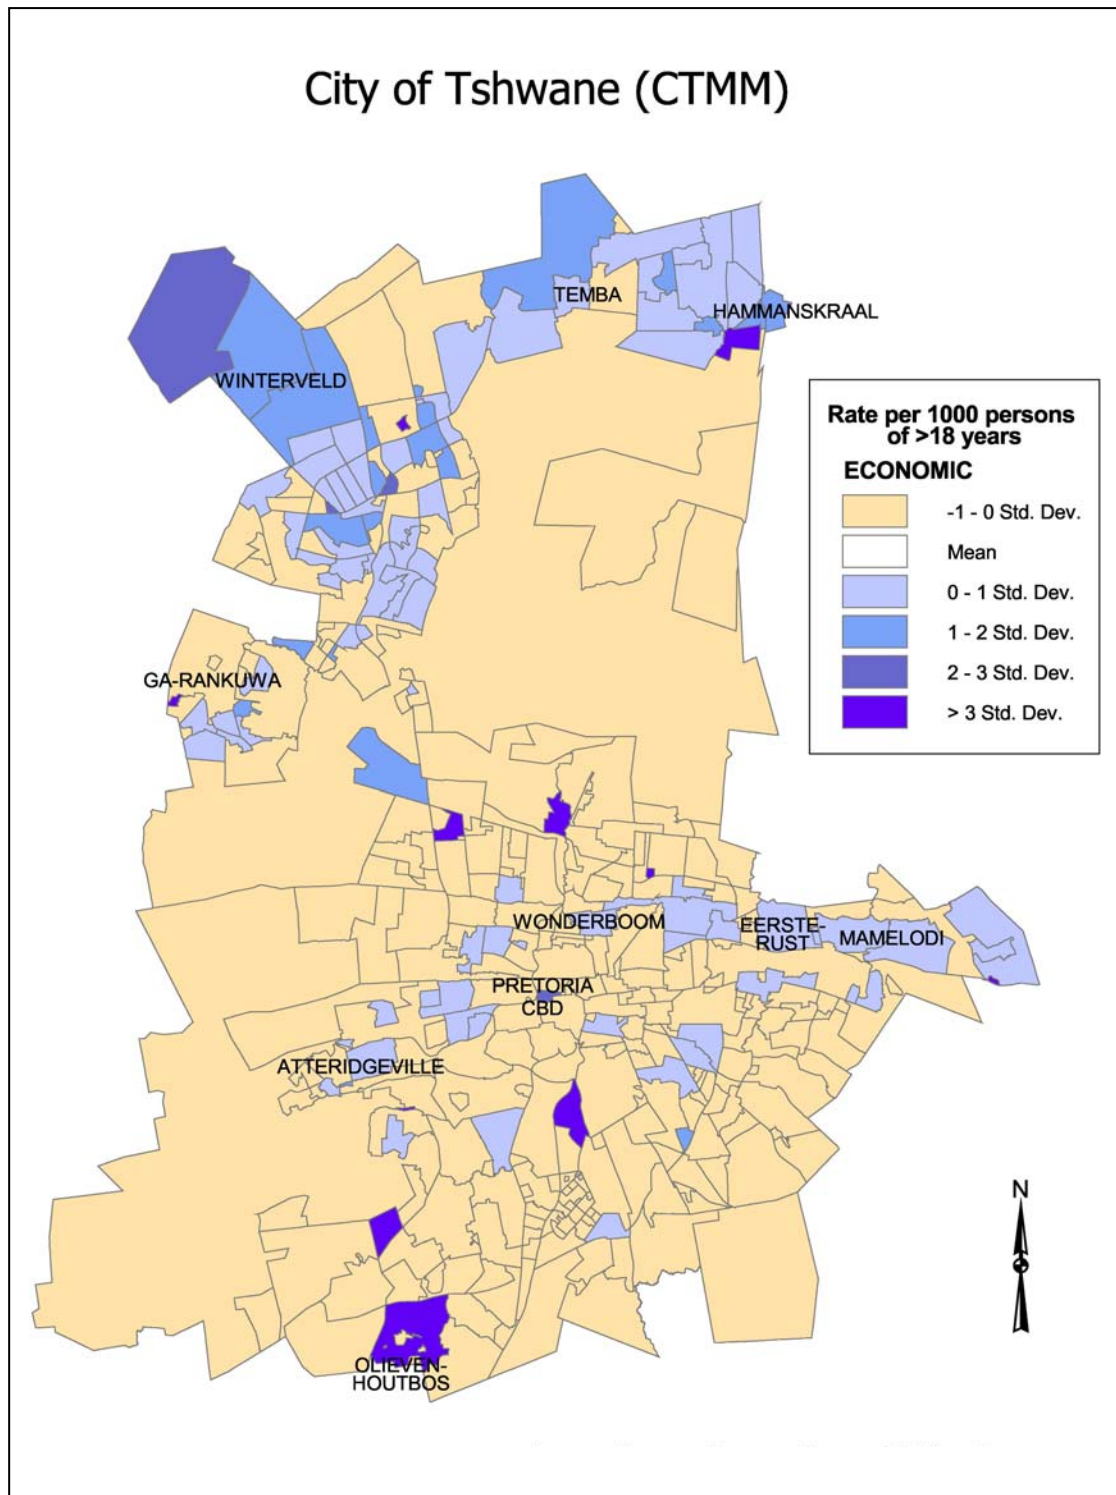 City of Tshwane (CTMM)
TEMBA
HAMMANSKRAAL
WINTERVELD
Rate per 1000 persons
of >18 years
ECONOMIC
-1 - 0 Std. Dev.
Mean
0 - 1 Std. Dev.
1 - 2 Std. Dev.
2 - 3 Std. Dev.
> 3 Std. Dev.
GA-RANKUWA
WONDERBOOM
EERSTE-
RUST
MAMELODI
PRETORIA
CBD
ATTERIDGEVILLE
N
OLIEVEN-
HOUTBOS